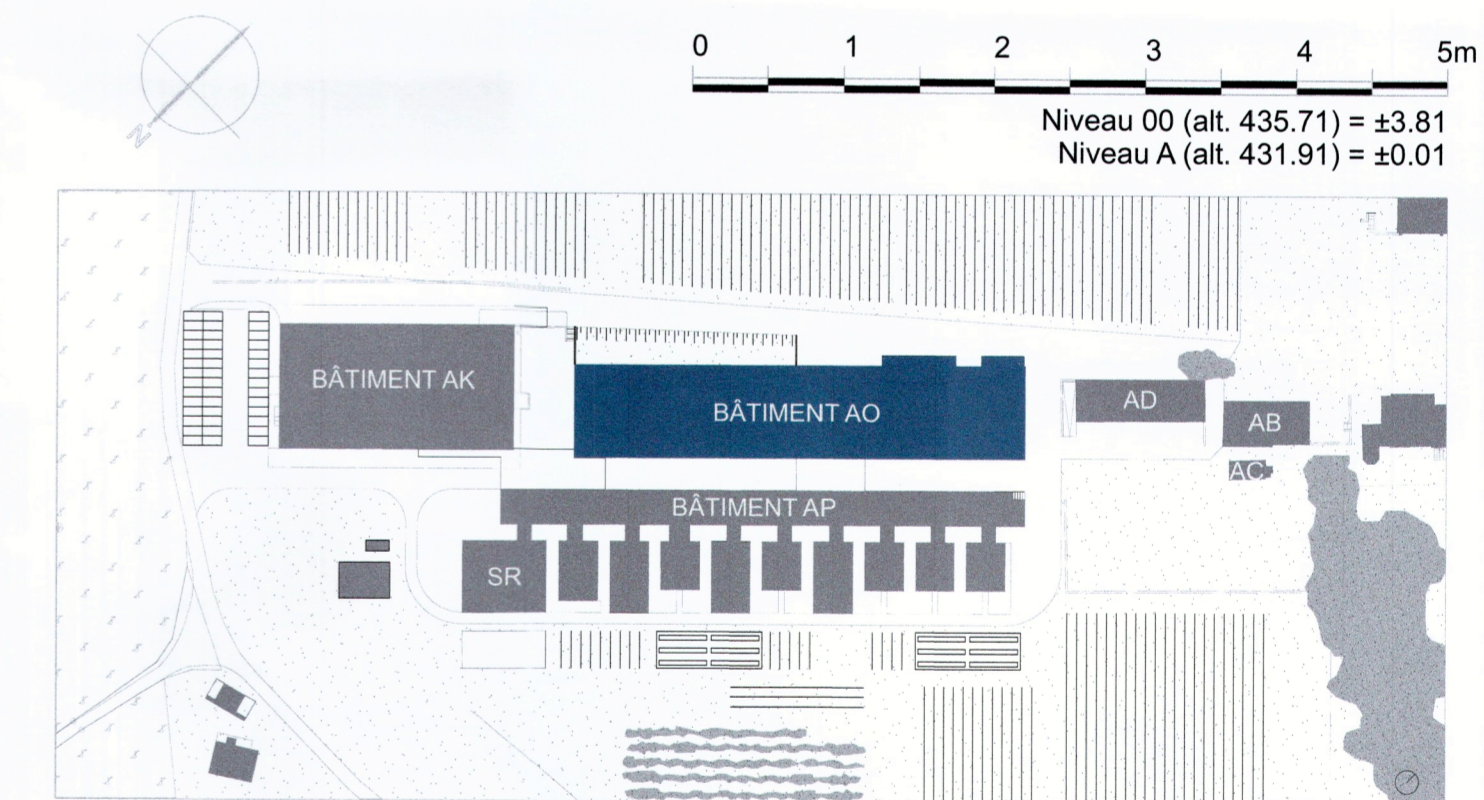 0 1 2 3 4 5m
Niveau 00 (alt. 435.71) = ±3.81
Niveau A (alt. 431.91) = ±0.01
N
BÂTIMENT AK
BÂTIMENT AO
AD
AB
AC
BÂTIMENT AP
SR